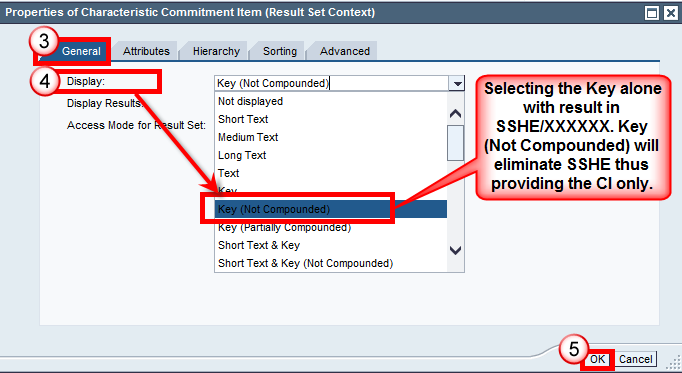 Properties of Characteristic Commitment Item (Result Set Context)
3
General
Attributes
Hierarchy
Sorting
Advanced
4
Display:
Key (Not Compounded)
Display Results:
Access Mode for Result Set:
Not displayed
Short Text
Medium Text
Long Text
Text
Key
Key (Not Compounded)
Key (Partially Compounded)
Short Text & Key
Short Text & Key (Not Compounded)
Selecting the Key alone
with result in
SSHE/XXXXXX. Key
(Not Compounded) will
eliminate SSHE thus
providing the CI only.
5
OK
Cancel